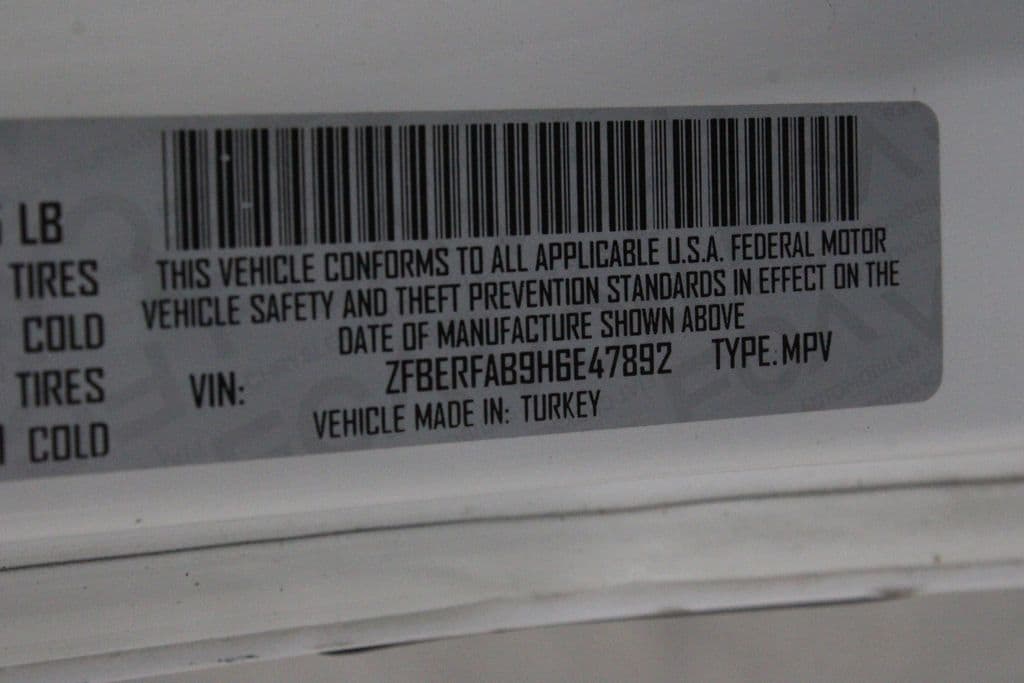 LB
TIRES
COLD
TIRES
COLD
THIS VEHICLE CONFORMS TO ALL APPLICABLE U.S.A. FEDERAL MOTOR
VEHICLE SAFETY AND THEFT PREVENTION STANDARDS IN EFFECT ON THE
DATE OF MANUFACTURE SHOWN ABOVE
VIN: ZFBERFAB9H6E47892 TYPE: MPV
VEHICLE MADE IN: TURKEY